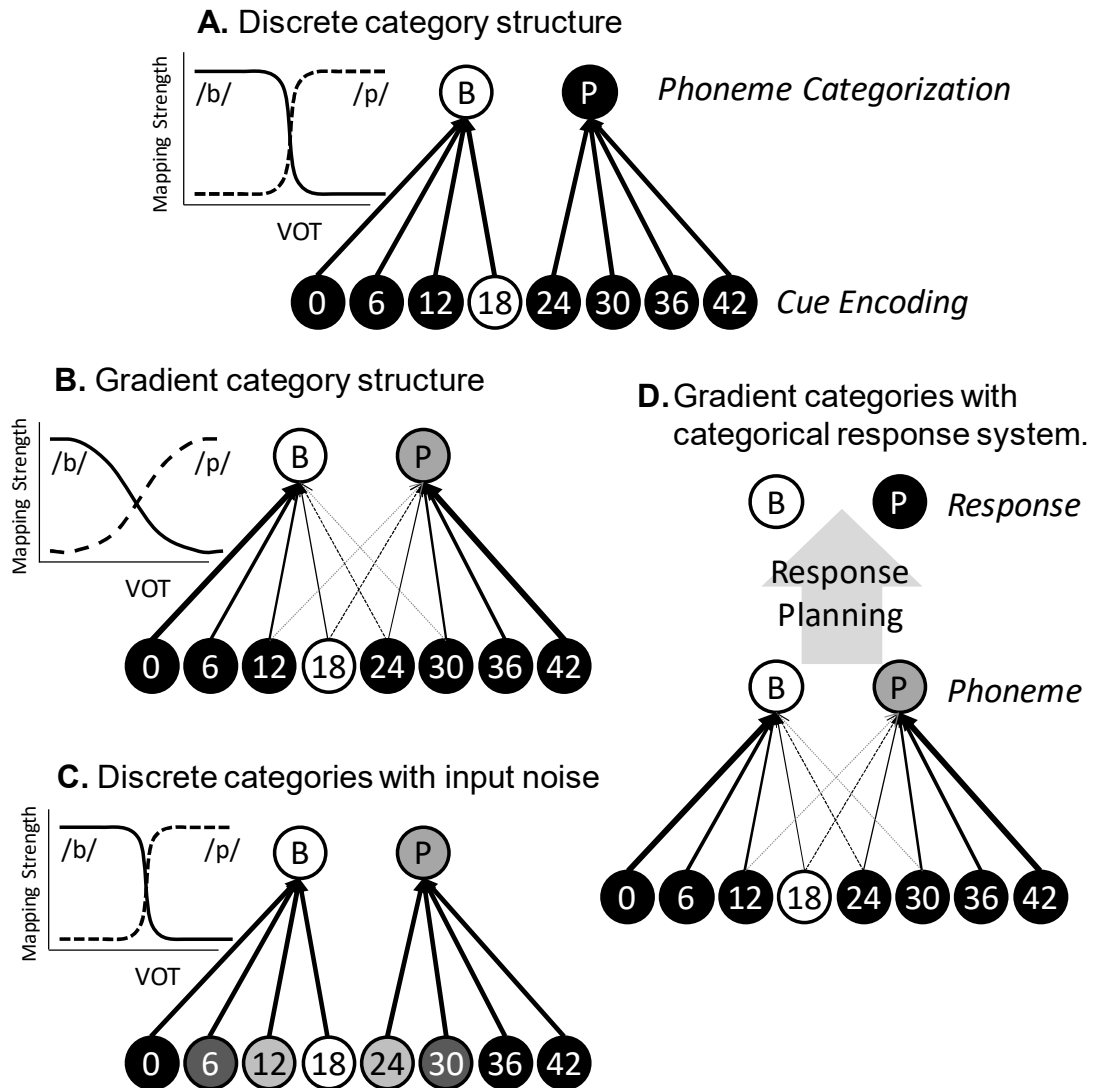 A. Discrete category structure
Mapping Strength
/b/
/p/
VOT
B
P
Phoneme Categorization
0 6 12 18 24 30 36 42
Cue Encoding
B. Gradient category structure
Mapping Strength
/b/
/p/
VOT
B
P
0 6 12 18 24 30 36 42
C. Discrete categories with input noise
Mapping Strength
/b/
/p/
VOT
B
P
0 6 12 18 24 30 36 42
D. Gradient categories with
categorical response system.
B
P
Response
Response
Planning
B
P
Phoneme
0 6 12 18 24 30 36 42